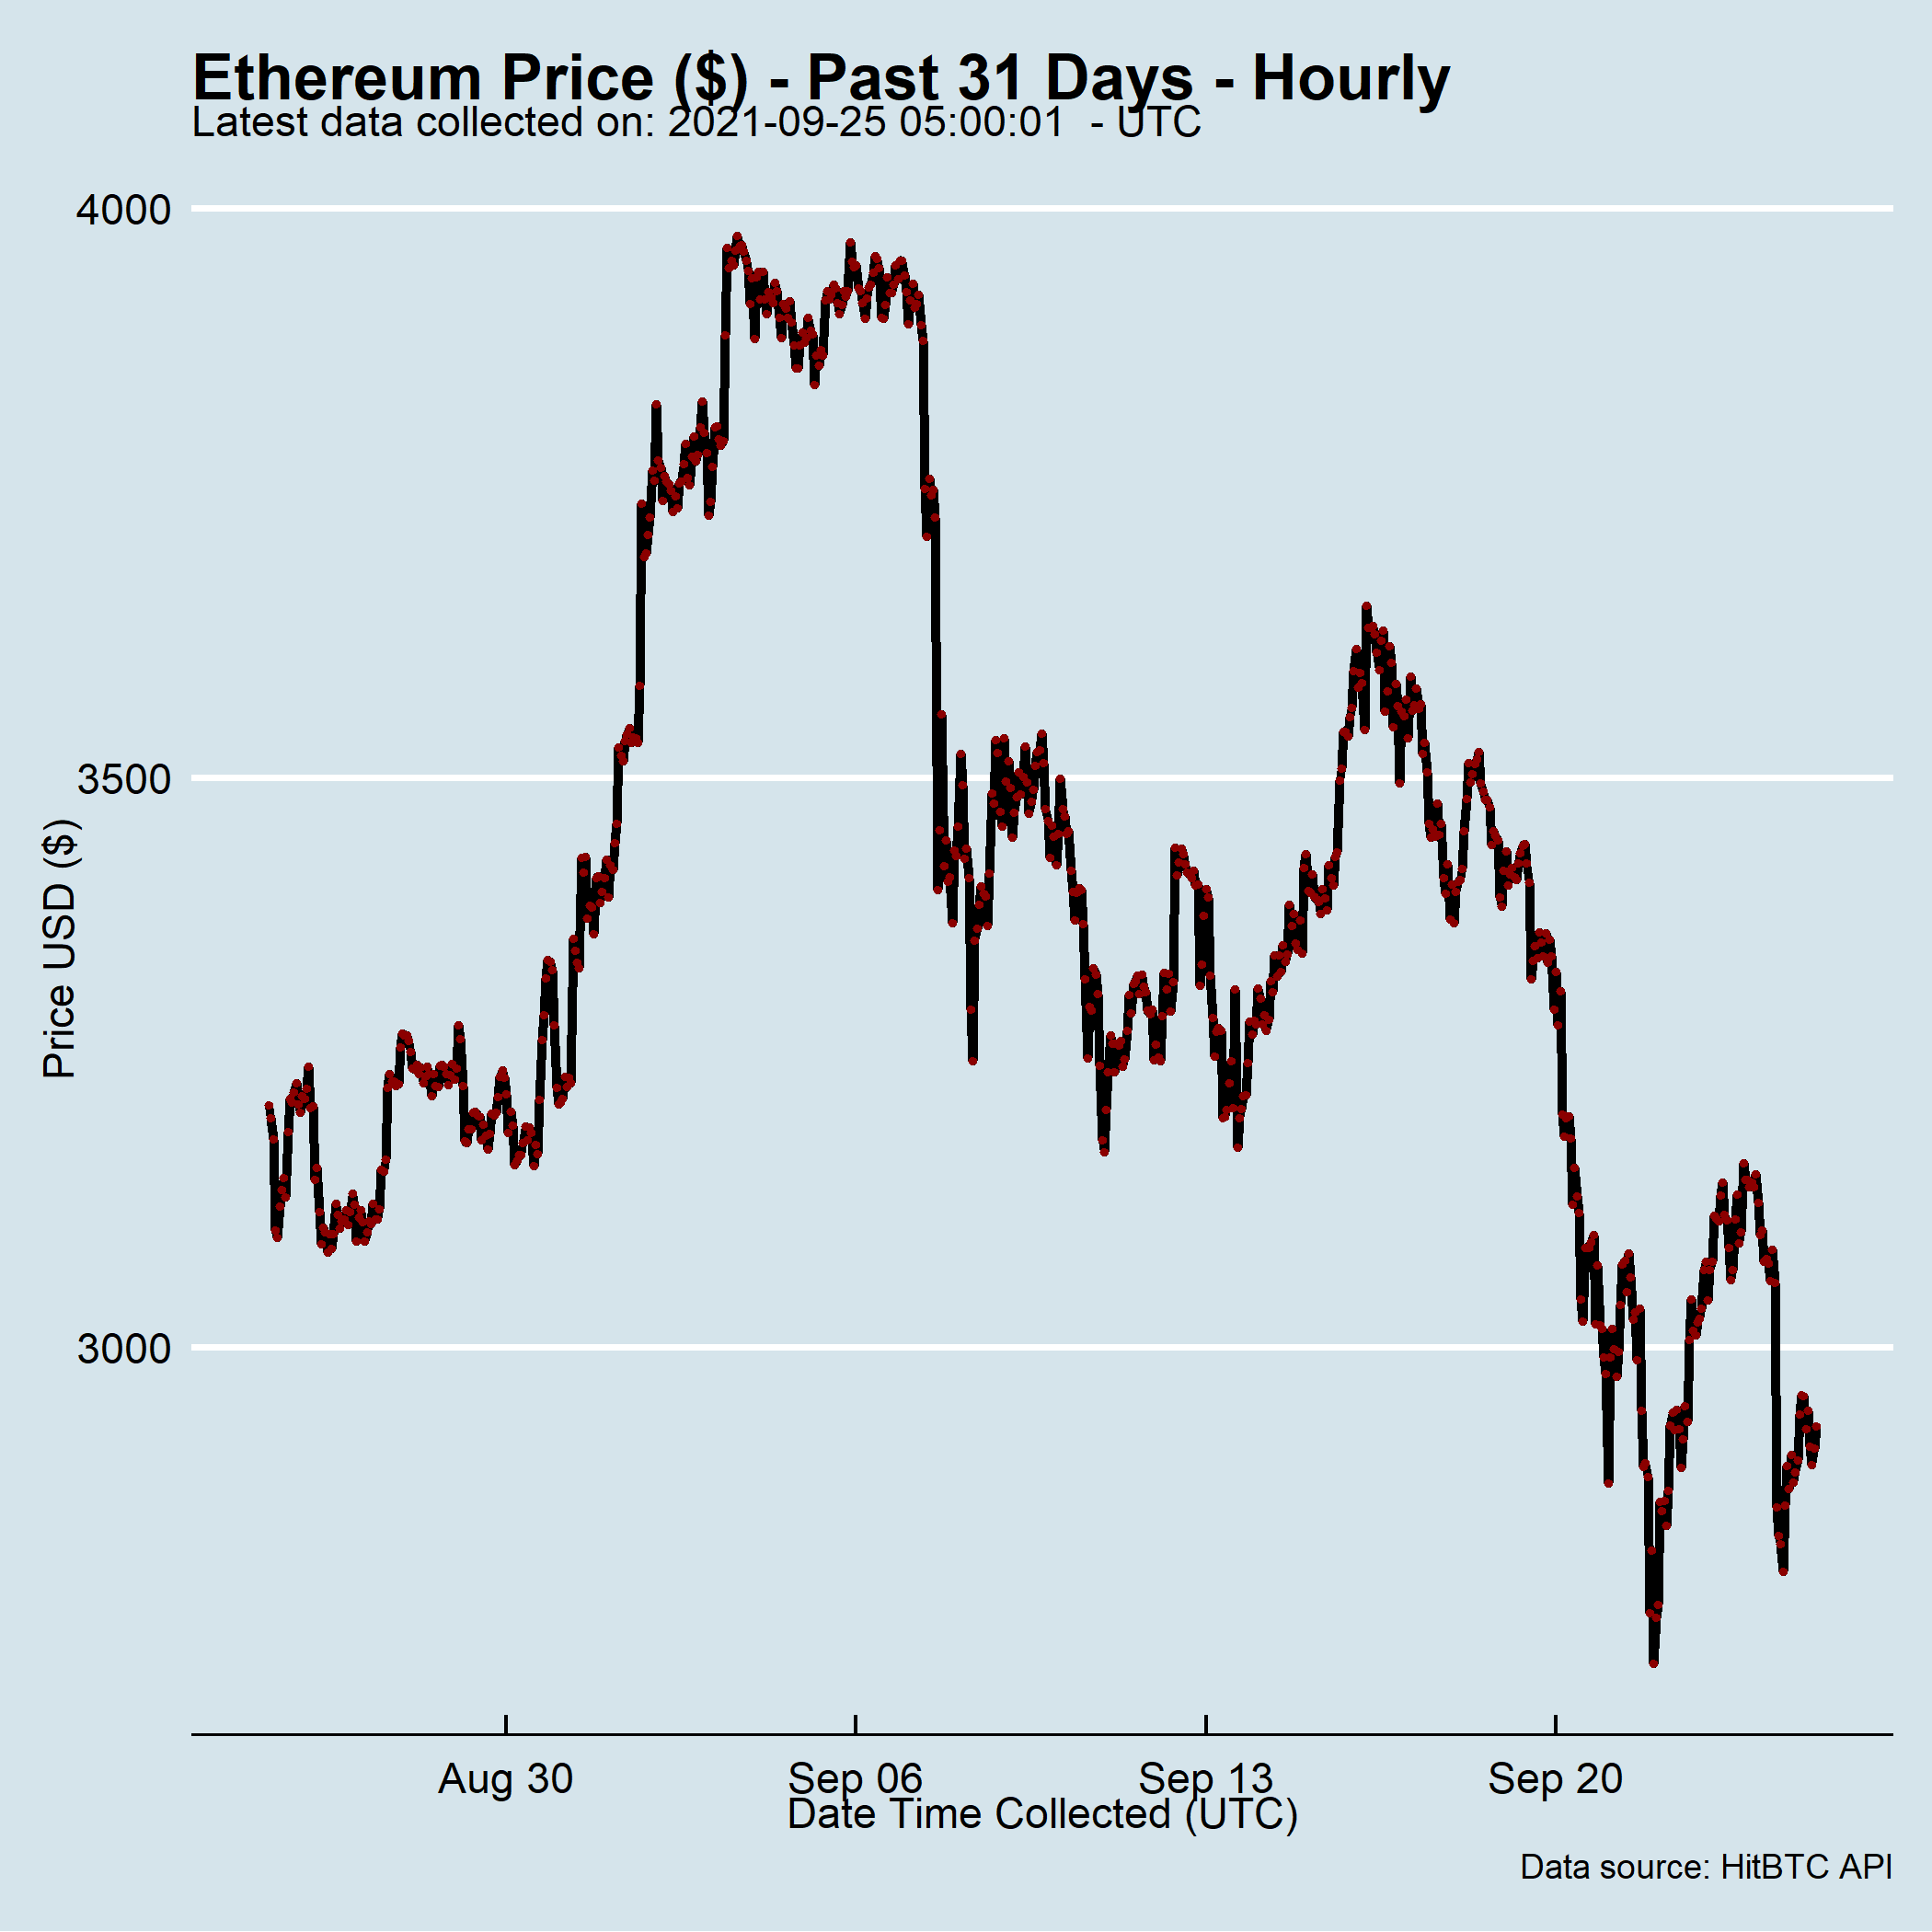 Ethereum Price ($) - Past 31 Days - Hourly
Latest data collected on: 2021-09-25 05:00:01  - UTC
4000
3500
3000
Price USD ($)
Aug 30 Sep 06 Sep 13 Sep 20
Date Time Collected (UTC)
Data source: HitBTC API